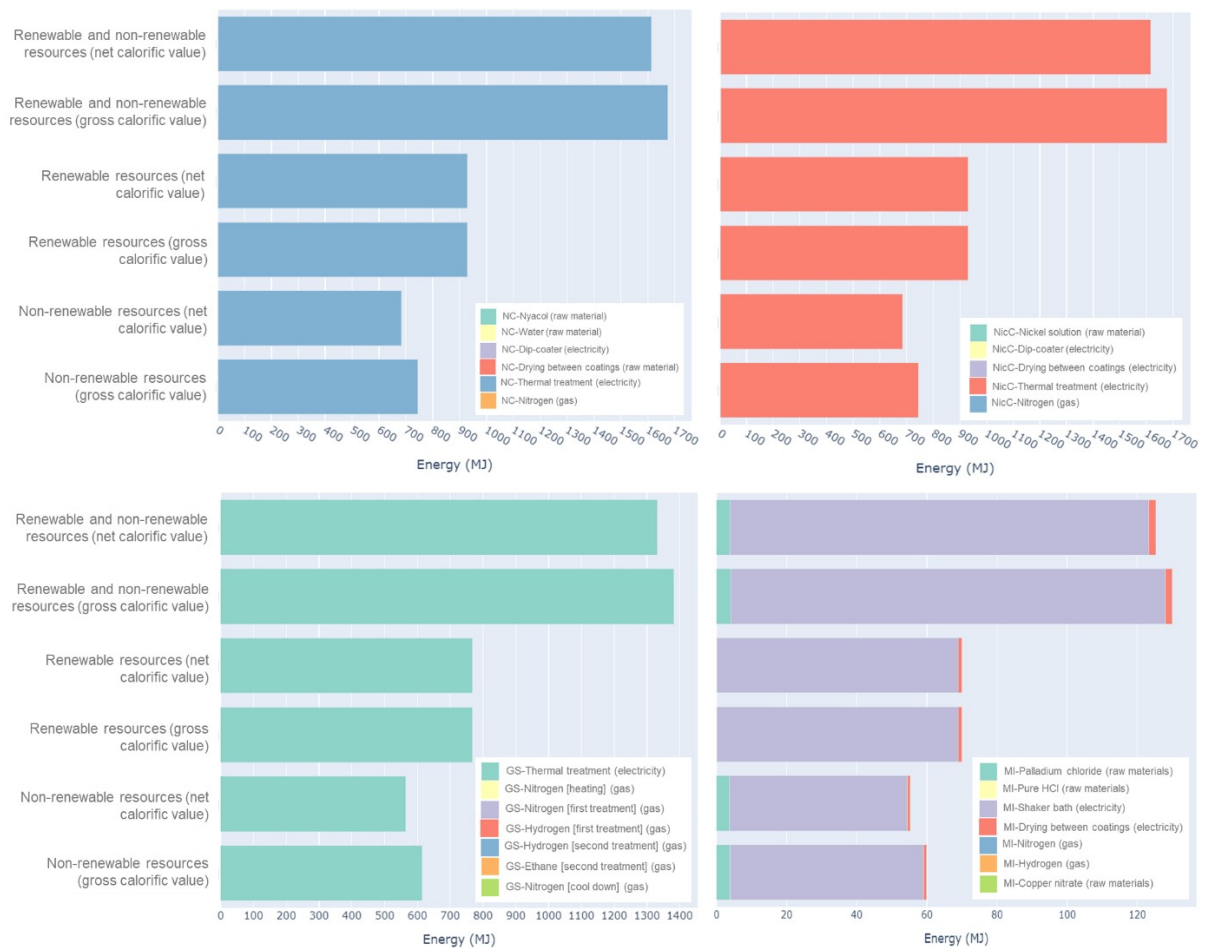 Renewable and non-renewable
resources (net calorific value)
Renewable and non-renewable
resources (gross calorific value)
Renewable resources (net
calorific value)
Renewable resources (gross
calorific value)
Non-renewable resources (net
calorific value)
Non-renewable resources
(gross calorific value)
NC-Nyacol (raw material)
NC-Water (raw material)
NC-Dip-coater (electricity)
NC-Drying between coatings (raw material)
NC-Thermal treatment (electricity)
NC-Nitrogen (gas)
0 100 200 300 400 500 600 700 800 900 1000 1100 1200 1300 1400 1500 1600 1700
Energy (MJ)
NicC-Nickel solution (raw material)
NicC-Dip-coater (electricity)
NicC-Drying between coatings (electricity)
NicC-Thermal treatment (electricity)
NicC-Nitrogen (gas)
0 100 200 300 400 500 600 700 800 900 1000 1100 1200 1300 1400 1500 1600 1700
Energy (MJ)
Renewable and non-renewable
resources (net calorific value)
Renewable and non-renewable
resources (gross calorific value)
Renewable resources (net
calorific value)
Renewable resources (gross
calorific value)
Non-renewable resources (net
calorific value)
Non-renewable resources
(gross calorific value)
GS-Thermal treatment (electricity)
GS-Nitrogen [heating] (gas)
GS-Nitrogen [first treatment] (gas)
GS-Hydrogen [first treatment] (gas)
GS-Hydrogen [second treatment] (gas)
GS-Ethane [second treatment] (gas)
GS-Nitrogen [cool down] (gas)
0 100 200 300 400 500 600 700 800 900 1000 1100 1200 1300 1400
Energy (MJ)
MI-Palladium chloride (raw materials)
MI-Pure HCl (raw materials)
MI-Shaker bath (electricity)
MI-Drying between coatings (electricity)
MI-Nitrogen (gas)
MI-Hydrogen (gas)
MI-Copper nitrate (raw materials)
0 20 40 60 80 100 120
Energy (MJ)